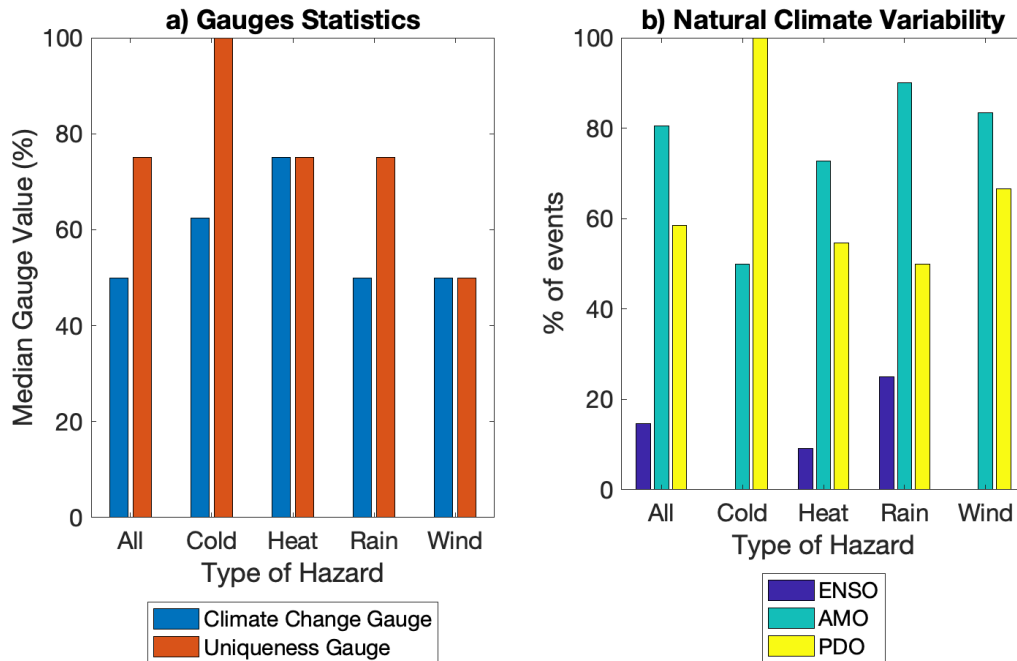 a) Gauges Statistics
100
80
60
40
20
0
Median Gauge Value (%)
All Cold Heat Rain Wind
Type of Hazard
Climate Change Gauge
Uniqueness Gauge
b) Natural Climate Variability
100
80
60
40
20
0
% of events
All Cold Heat Rain Wind
Type of Hazard
ENSO
AMO
PDO